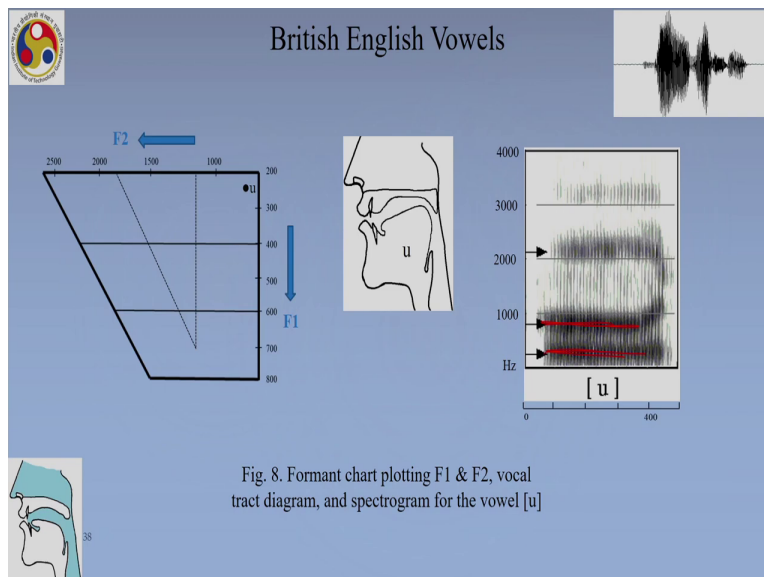 British English Vowels
F2
2500 2000 1500 1000
200
u
300
400
500
600
F1
700
800
u
4000
3000
2000
1000
Hz
[ u ]
0 400
Fig. 8. Formant chart plotting F1 & F2, vocal
tract diagram, and spectrogram for the vowel [u]
38